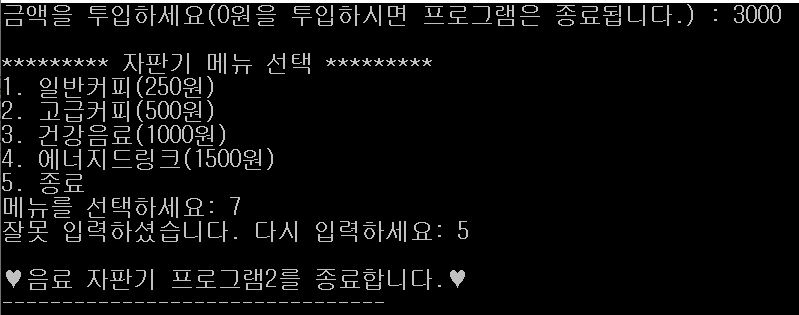 금액을 투입하세요(0원을 투입하시면 프로그램은 종료됩니다.) : 3000
********* 자판기 메뉴 선택 *********
1. 일반커피(250원)
2. 고급커피(500원)
3. 건강음료(1000원)
4. 에너지드링크(1500원)
5. 종료
메뉴를 선택하세요: 7
잘못 입력하셨습니다. 다시 입력하세요: 5
♥음료 자판기 프로그램2를 종료합니다.♥
--------------------------------